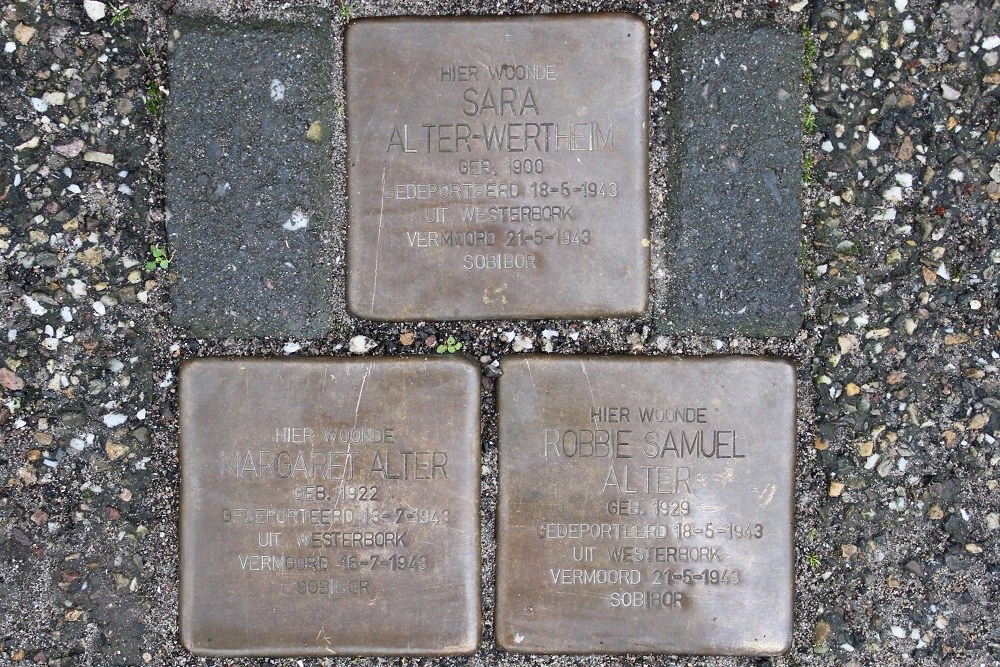 HIER WOONDE
SARA
ALTER-WERTHEIM
GEB. 1900
GEDEPORTEERD 18-5-1943
UIT WESTERBORK
VERMOORD 21-5-1943
SOBIBOR
HIER WOONDE
MARGARET ALTER
GEB. 1922
GEDEPORTEERD 13-7-1943
UIT WESTERBORK
VERMOORD 16-7-1943
SOBIBOR
HIER WOONDE
ROBBIE SAMUEL
ALTER
GEB. 1929
GEDEPORTEERD 18-5-1943
UIT WESTERBORK
VERMOORD 21-5-1943
SOBIBOR